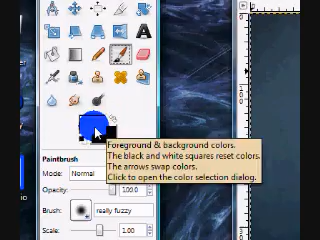 Foreground & background colors.
The black and white squares reset colors.
The arrows swap colors.
Click to open the color selection dialog.
Paintbrush
Mode: Normal
Opacity: 100.0
Brush: really fuzzy
Scale: 1.00